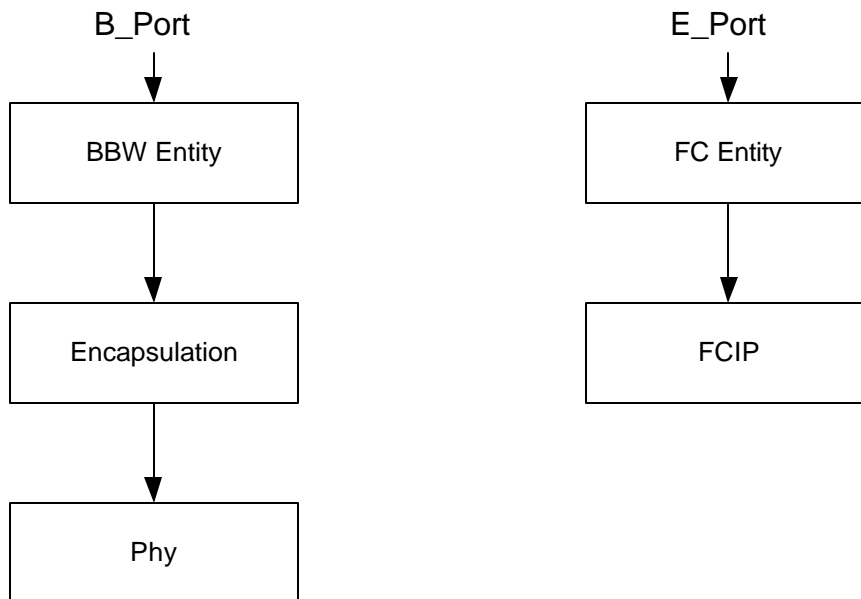 B_Port
BBW Entity
Encapsulation
Phy
E_Port
FC Entity
FCIP